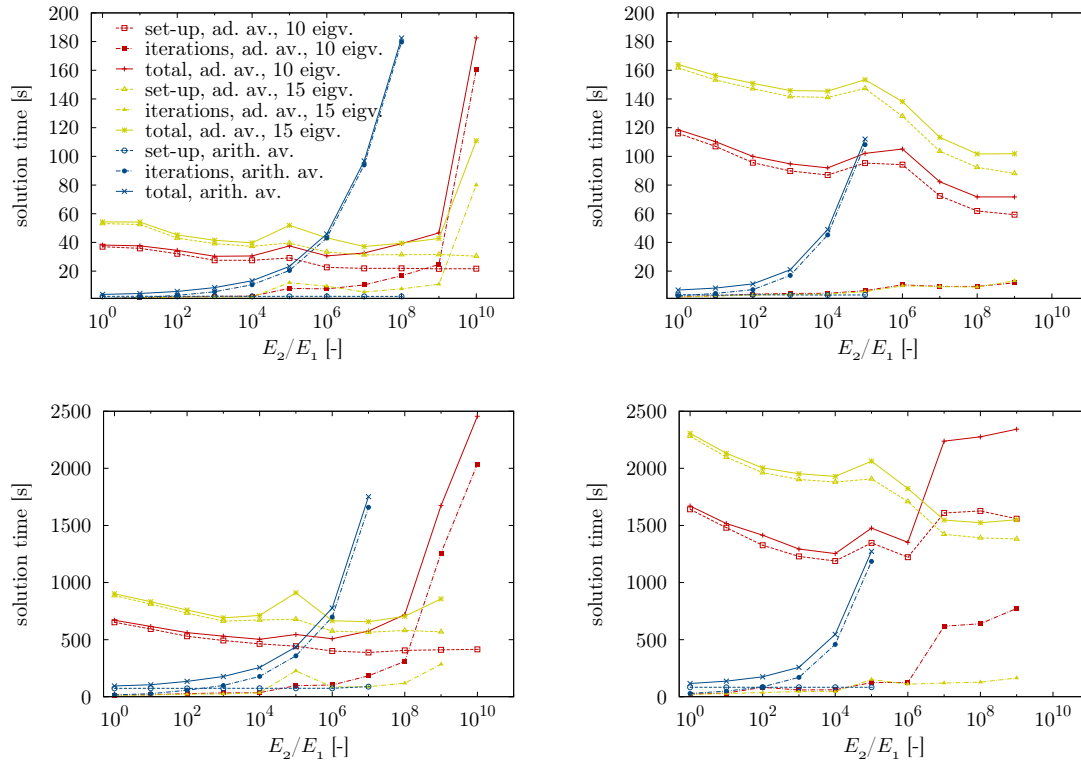 200
180
160
140
120
100
80
60
40
20
solution time [s]
set-up, ad. av., 10 eigv.
iterations, ad. av., 10 eigv.
total, ad. av., 10 eigv.
set-up, ad. av., 15 eigv.
iterations, ad. av., 15 eigv.
total, ad. av., 15 eigv.
set-up, arith. av.
iterations, arith. av.
total, arith. av.
10^0 10^2 10^4 10^6 10^8 10^10
E_2/E_1 [-]
200
180
160
140
120
100
80
60
40
20
solution time [s]
10^0 10^2 10^4 10^6 10^8 10^10
E_2/E_1 [-]
2500
2000
1500
1000
500
0
solution time [s]
10^0 10^2 10^4 10^6 10^8 10^10
E_2/E_1 [-]
2500
2000
1500
1000
500
0
solution time [s]
10^0 10^2 10^4 10^6 10^8 10^10
E_2/E_1 [-]